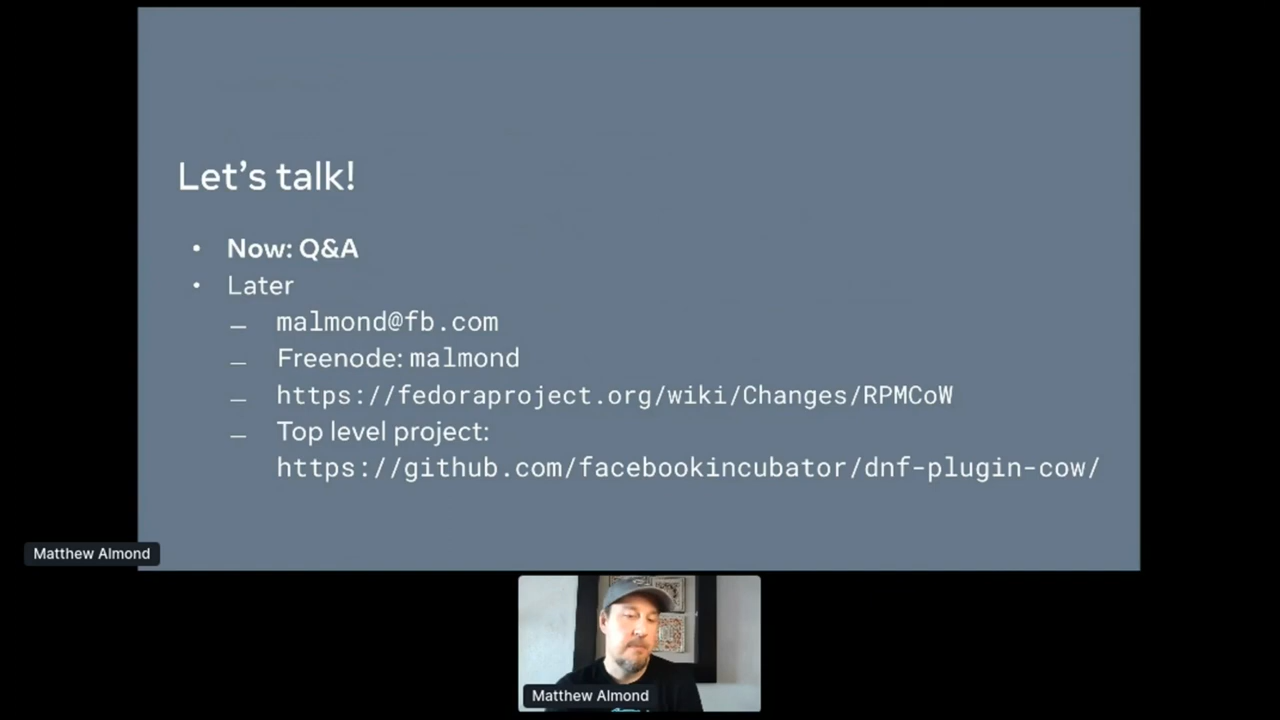 Let's talk!
• Now: Q&A
• Later
– malmond@fb.com
– Freenode: malmond
– https://fedoraproject.org/wiki/Changes/RPMCoW
– Top level project:
https://github.com/facebookincubator/dnf-plugin-cow/
Matthew Almond
Matthew Almond